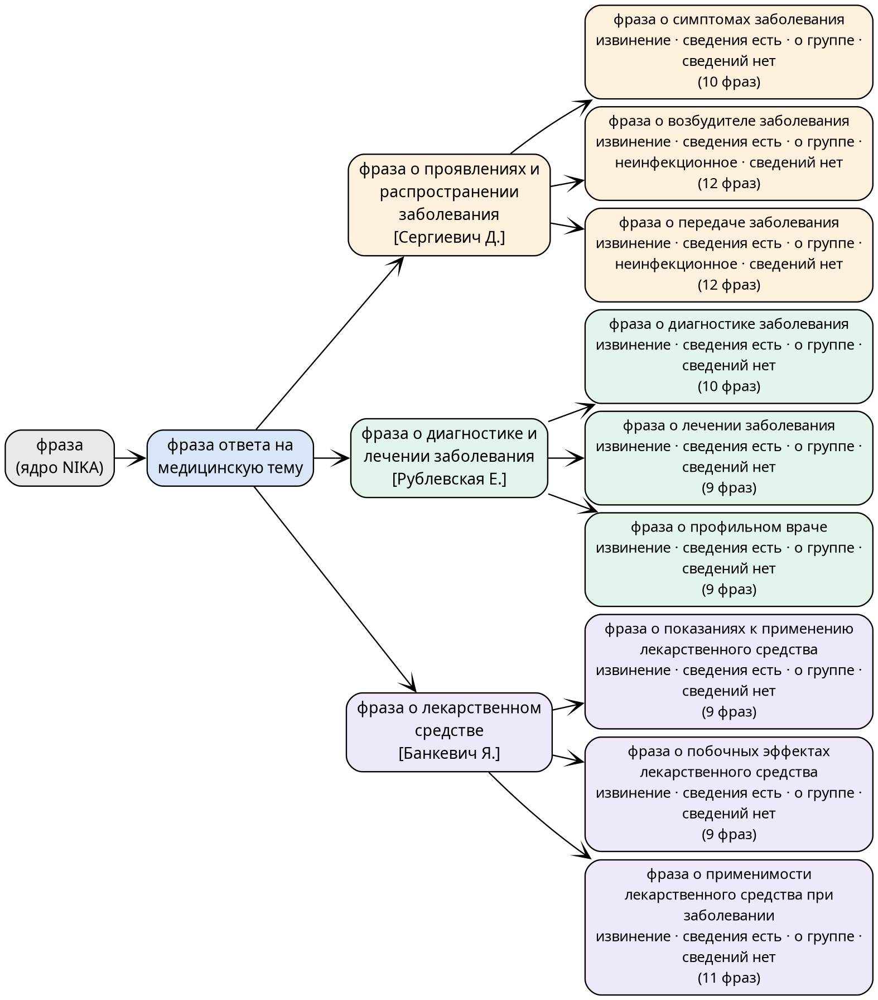 фраза
(ядро NIKA)
фраза ответа на
медицинскую тему
фраза о проявлениях и
распространении
заболевания
[Сергиевич Д.]
фраза о симптомах заболевания
извинение · сведения есть · о группе ·
сведений нет
(10 фраз)
фраза о возбудителе заболевания
извинение · сведения есть · о группе ·
неинфекционное · сведений нет
(12 фраз)
фраза о передаче заболевания
извинение · сведения есть · о группе ·
неинфекционное · сведений нет
(12 фраз)
фраза о диагностике и
лечении заболевания
[Рублевская Е.]
фраза о диагностике заболевания
извинение · сведения есть · о группе ·
сведений нет
(10 фраз)
фраза о лечении заболевания
извинение · сведения есть · о группе ·
сведений нет
(9 фраз)
фраза о профильном враче
извинение · сведения есть · о группе ·
сведений нет
(9 фраз)
фраза о лекарственном
средстве
[Банкевич Я.]
фраза о показаниях к применению
лекарственного средства
извинение · сведения есть · о группе ·
сведений нет
(9 фраз)
фраза о побочных эффектах
лекарственного средства
извинение · сведения есть · о группе ·
сведений нет
(9 фраз)
фраза о применимости
лекарственного средства при
заболевании
извинение · сведения есть · о группе ·
сведений нет
(11 фраз)